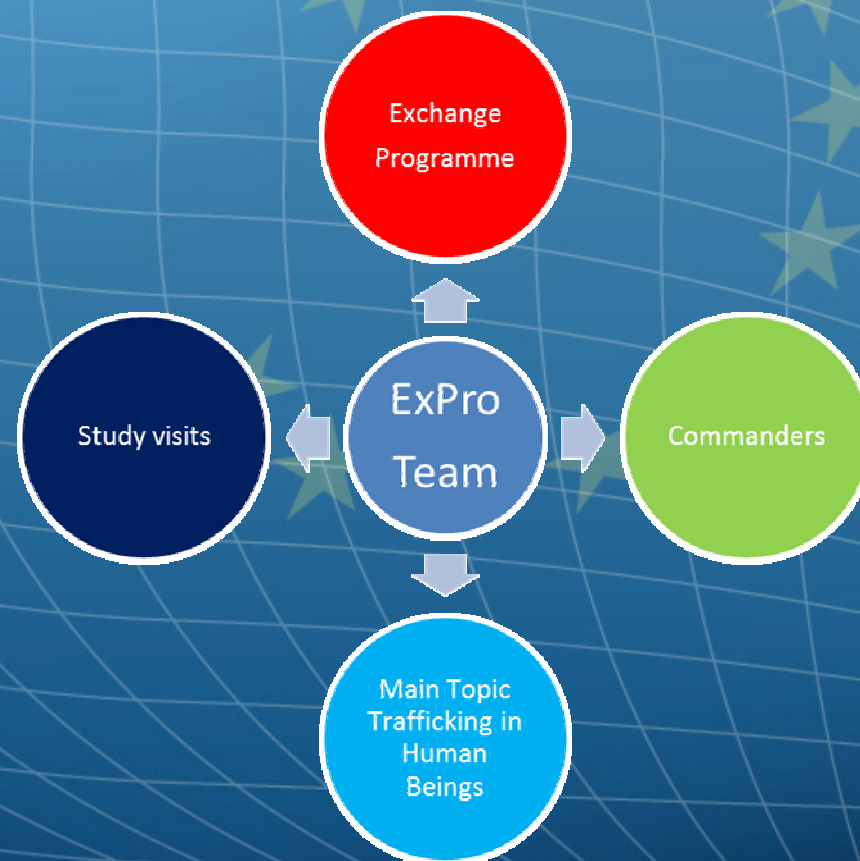 Exchange
Programme
Study visits
ExPro
Team
Commanders
Main Topic
Trafficking in
Human
Beings